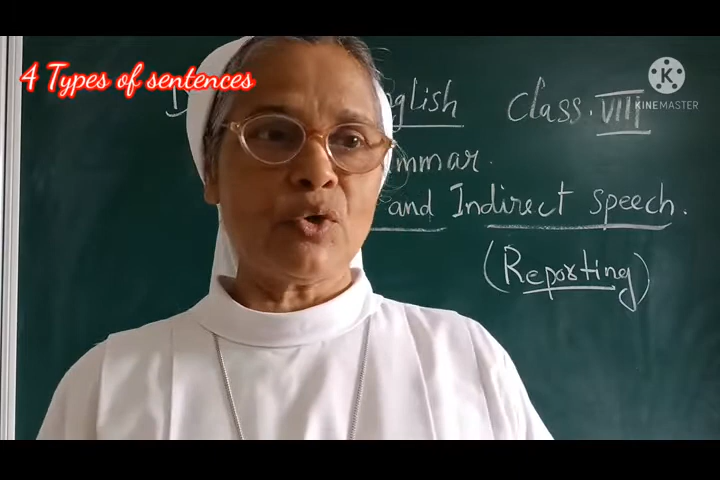 4 Types of sentences
K
KINEMASTER
glish Class. VIII
mmar.
and Indirect Speech.
(Reporting)